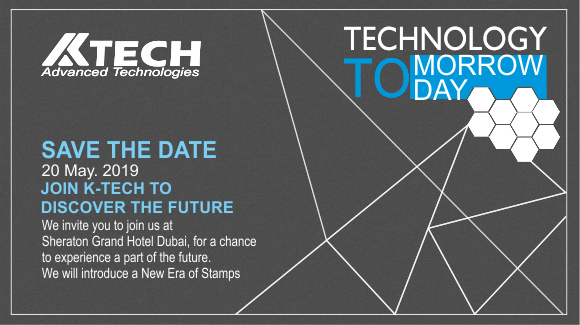 KTECH
Advanced Technologies
TECHNOLOGY
TOMORROW
DAY
SAVE THE DATE
20 May. 2019
JOIN K-TECH TO
DISCOVER THE FUTURE
We invite you to join us at
Sheraton Grand Hotel Dubai, for a chance
to experience a part of the future.
We will introduce a New Era of Stamps